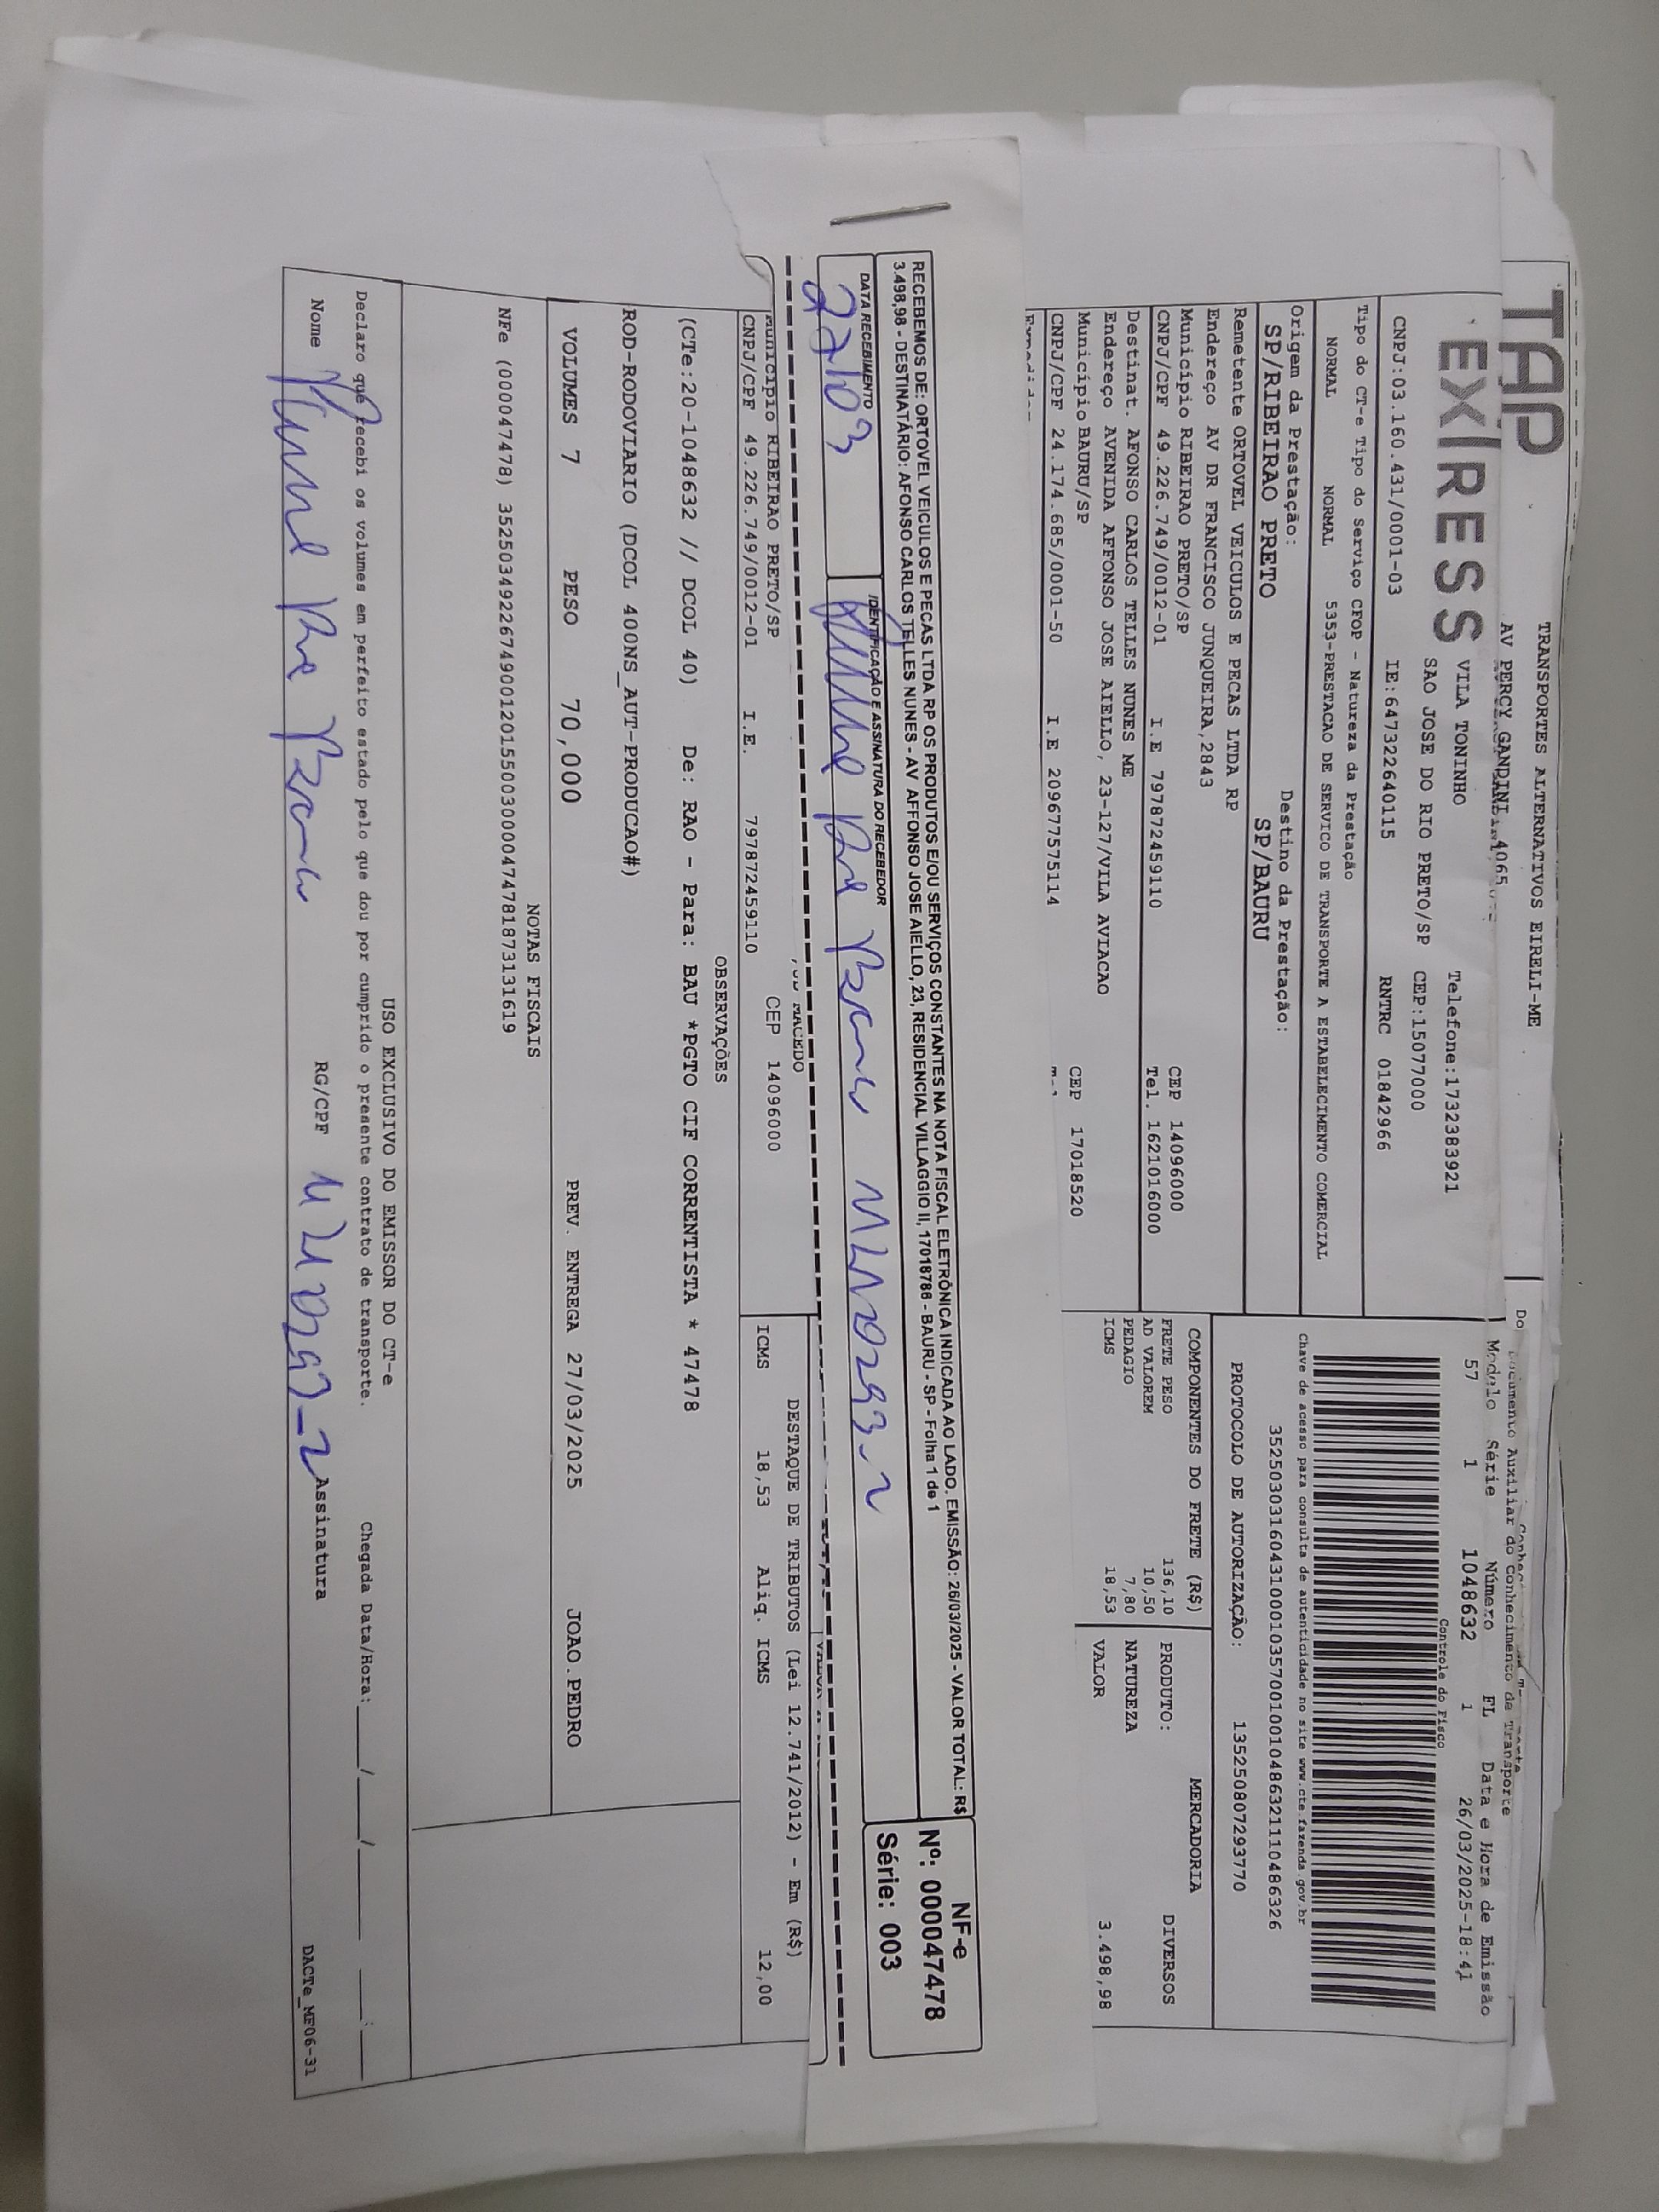 TAP
EXPRESS
TRANSPORTES ALTERNATIVOS EIRELI-ME
AV PERCY GANDINI, 4065
VILA TONINHO Telefone:1732383921
SAO JOSE DO RIO PRETO/SP CEP:15077000
CNPJ:03.160.431/0001-03 IE:647322640115 RNTRC 01842966
Documento Auxiliar do Conhecimento de Transporte
Modelo Série Número FL Data e Hora de Emissão
57 1 1048632 1 26/03/2025-18:41
Controle do Fisco
Chave de acesso para consulta de autenticidade no site www.cte.fazenda.gov.br
35250303160431000103570010010486321110486326
PROTOCOLO DE AUTORIZAÇÃO: 135250807293770
Tipo do CT-e Tipo do Serviço CFOP - Natureza da Prestação
NORMAL NORMAL 5353-PRESTACAO DE SERVICO DE TRANSPORTE A ESTABELECIMENTO COMERCIAL
Origem da Prestação: Destino da Prestação:
SP/RIBEIRAO PRETO SP/BAURU
Remetente ORTOVEL VEICULOS E PECAS LTDA RP
Endereço AV DR FRANCISCO JUNQUEIRA,2843
Município RIBEIRAO PRETO/SP CEP 14096000
CNPJ/CPF 49.226.749/0012-01 I.E 797872459110 Tel. 1621016000
Destinat. AFONSO CARLOS TELLES NUNES ME
Endereço AVENIDA AFFONSO JOSE AIELLO, 23-127/VILA AVIACAO
Município BAURU/SP CEP 17018520
CNPJ/CPF 24.174.685/0001-50 I.E 209677575114
COMPONENTES DO FRETE (R$)
FRETE PESO 136,10
AD VALOREM 10,50
PEDAGIO 7,80
ICMS 18,53
MERCADORIA
PRODUTO: DIVERSOS
NATUREZA
VALOR 3.498,98
RECEBEMOS DE: ORTOVEL VEICULOS E PECAS LTDA RP OS PRODUTOS E/OU SERVIÇOS CONSTANTES NA NOTA FISCAL ELETRÔNICA INDICADA AO LADO. EMISSÃO: 26/03/2025 - VALOR TOTAL: R$
3.498,98 - DESTINATÁRIO: AFONSO CARLOS TELLES NUNES - AV AFFONSO JOSE AIELLO, 23, RESIDENCIAL VILLAGGIO II, 17018786 - BAURU - SP - Folha 1 de 1
DATA RECEBIMENTO IDENTIFICAÇÃO E ASSINATURA DO RECEBEDOR
27/03
NF-e
Nº: 000047478
Série: 003
MACEDO
Município RIBEIRAO PRETO/SP CEP 14096000
CNPJ/CPF 49.226.749/0012-01 I.E. 797872459110
DESTAQUE DE TRIBUTOS (Lei 12.741/2012) - Em (R$)
ICMS 18,53 Aliq. ICMS 12,00
OBSERVAÇÕES
(CTe:20-1048632 // DCOL 40) De: RAO - Para: BAU *PGTO CIF CORRENTISTA * 47478
ROD-RODOVIARIO (DCOL 400NS_AUT-PRODUCAO#)
VOLUMES 7 PESO 70,000 PREV. ENTREGA 27/03/2025 JOAO.PEDRO
NOTAS FISCAIS
NFe (000047478) 35250349226749001201550030000474781873131619
USO EXCLUSIVO DO EMISSOR DO CT-e
Declaro que recebi os volumes em perfeito estado pelo que dou por cumprido o presente contrato de transporte. Chegada Data/Hora: ___/___/_____ ___:___
Nome RG/CPF Assinatura
DACTe_MF06-31